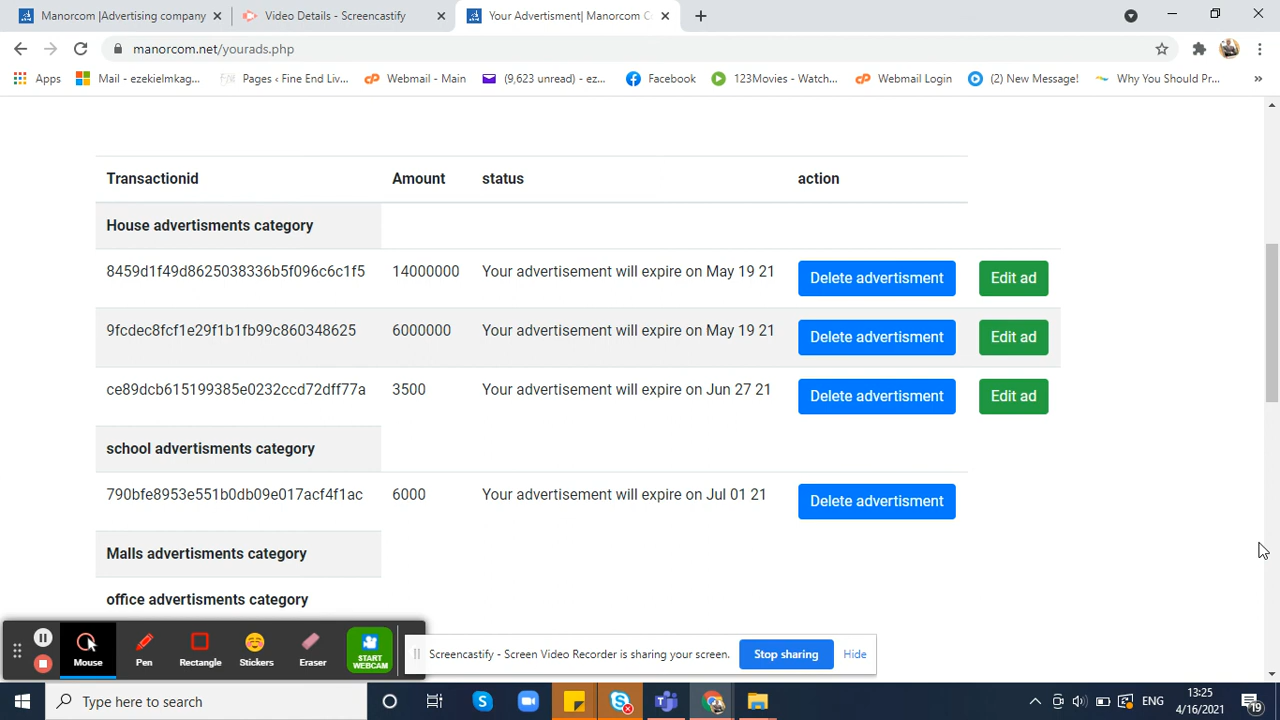 Manorcom |Advertising company
Video Details - Screencastify
Your Advertisment| Manorcom C
manorcom.net/yourads.php
Apps
Mail - ezekielmkag...
Pages ‹ Fine End Liv...
Webmail - Main
(9,623 unread) - ez...
Facebook
123Movies - Watch...
Webmail Login
(2) New Message!
Why You Should Pr...
»
Transactionid Amount status action
House advertisments category
8459d1f49d8625038336b5f096c6c1f5 14000000 Your advertisement will expire on May 19 21 Delete advertisment Edit ad
9fcdec8fcf1e29f1b1fb99c860348625 6000000 Your advertisement will expire on May 19 21 Delete advertisment Edit ad
ce89dcb615199385e0232ccd72dff77a 3500 Your advertisement will expire on Jun 27 21 Delete advertisment Edit ad
school advertisments category
790bfe8953e551b0db09e017acf4f1ac 6000 Your advertisement will expire on Jul 01 21 Delete advertisment
Malls advertisments category
office advertisments category
Mouse Pen Rectangle Stickers Eraser START WEBCAM
Screencastify - Screen Video Recorder is sharing your screen. Stop sharing Hide
Type here to search
ENG
13:25
4/16/2021
19